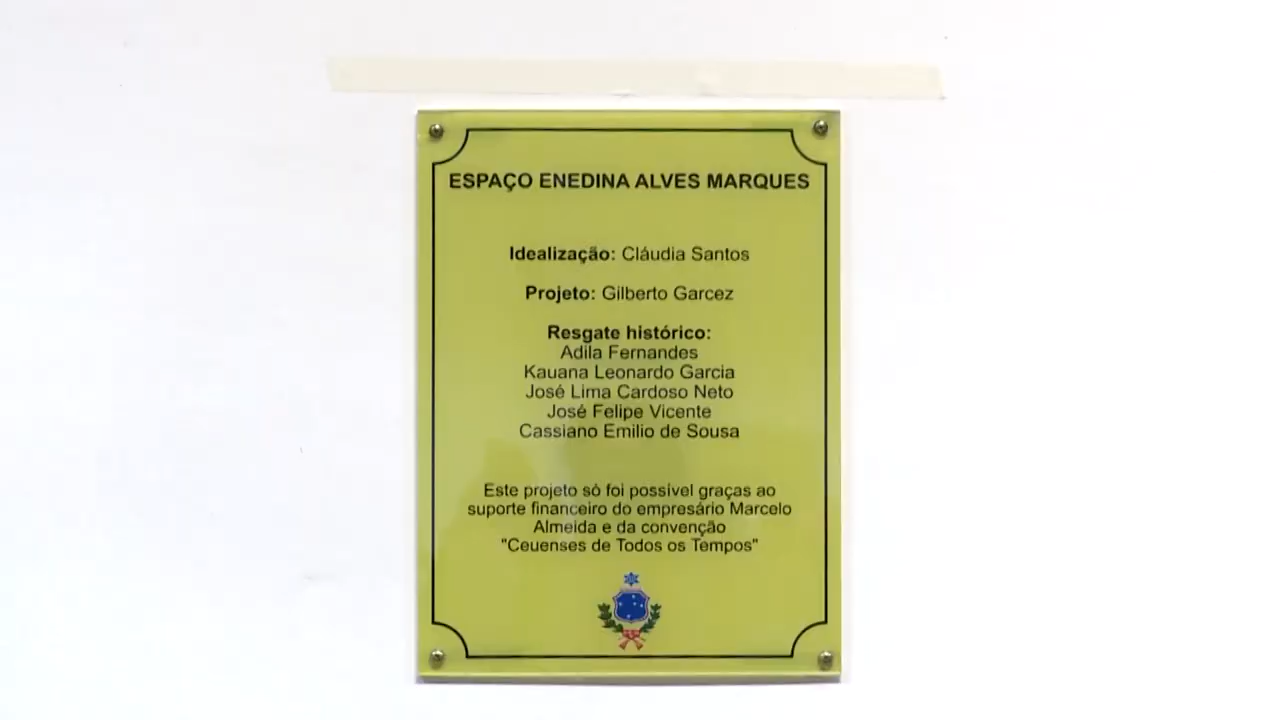 ESPAÇO ENEDINA ALVES MARQUES
Idealização: Cláudia Santos
Projeto: Gilberto Garcez
Resgate histórico:
Adila Fernandes
Kauana Leonardo Garcia
José Lima Cardoso Neto
José Felipe Vicente
Cassiano Emilio de Sousa
Este projeto só foi possível graças ao
suporte financeiro do empresário Marcelo
Almeida e da convenção
"Ceuenses de Todos os Tempos"